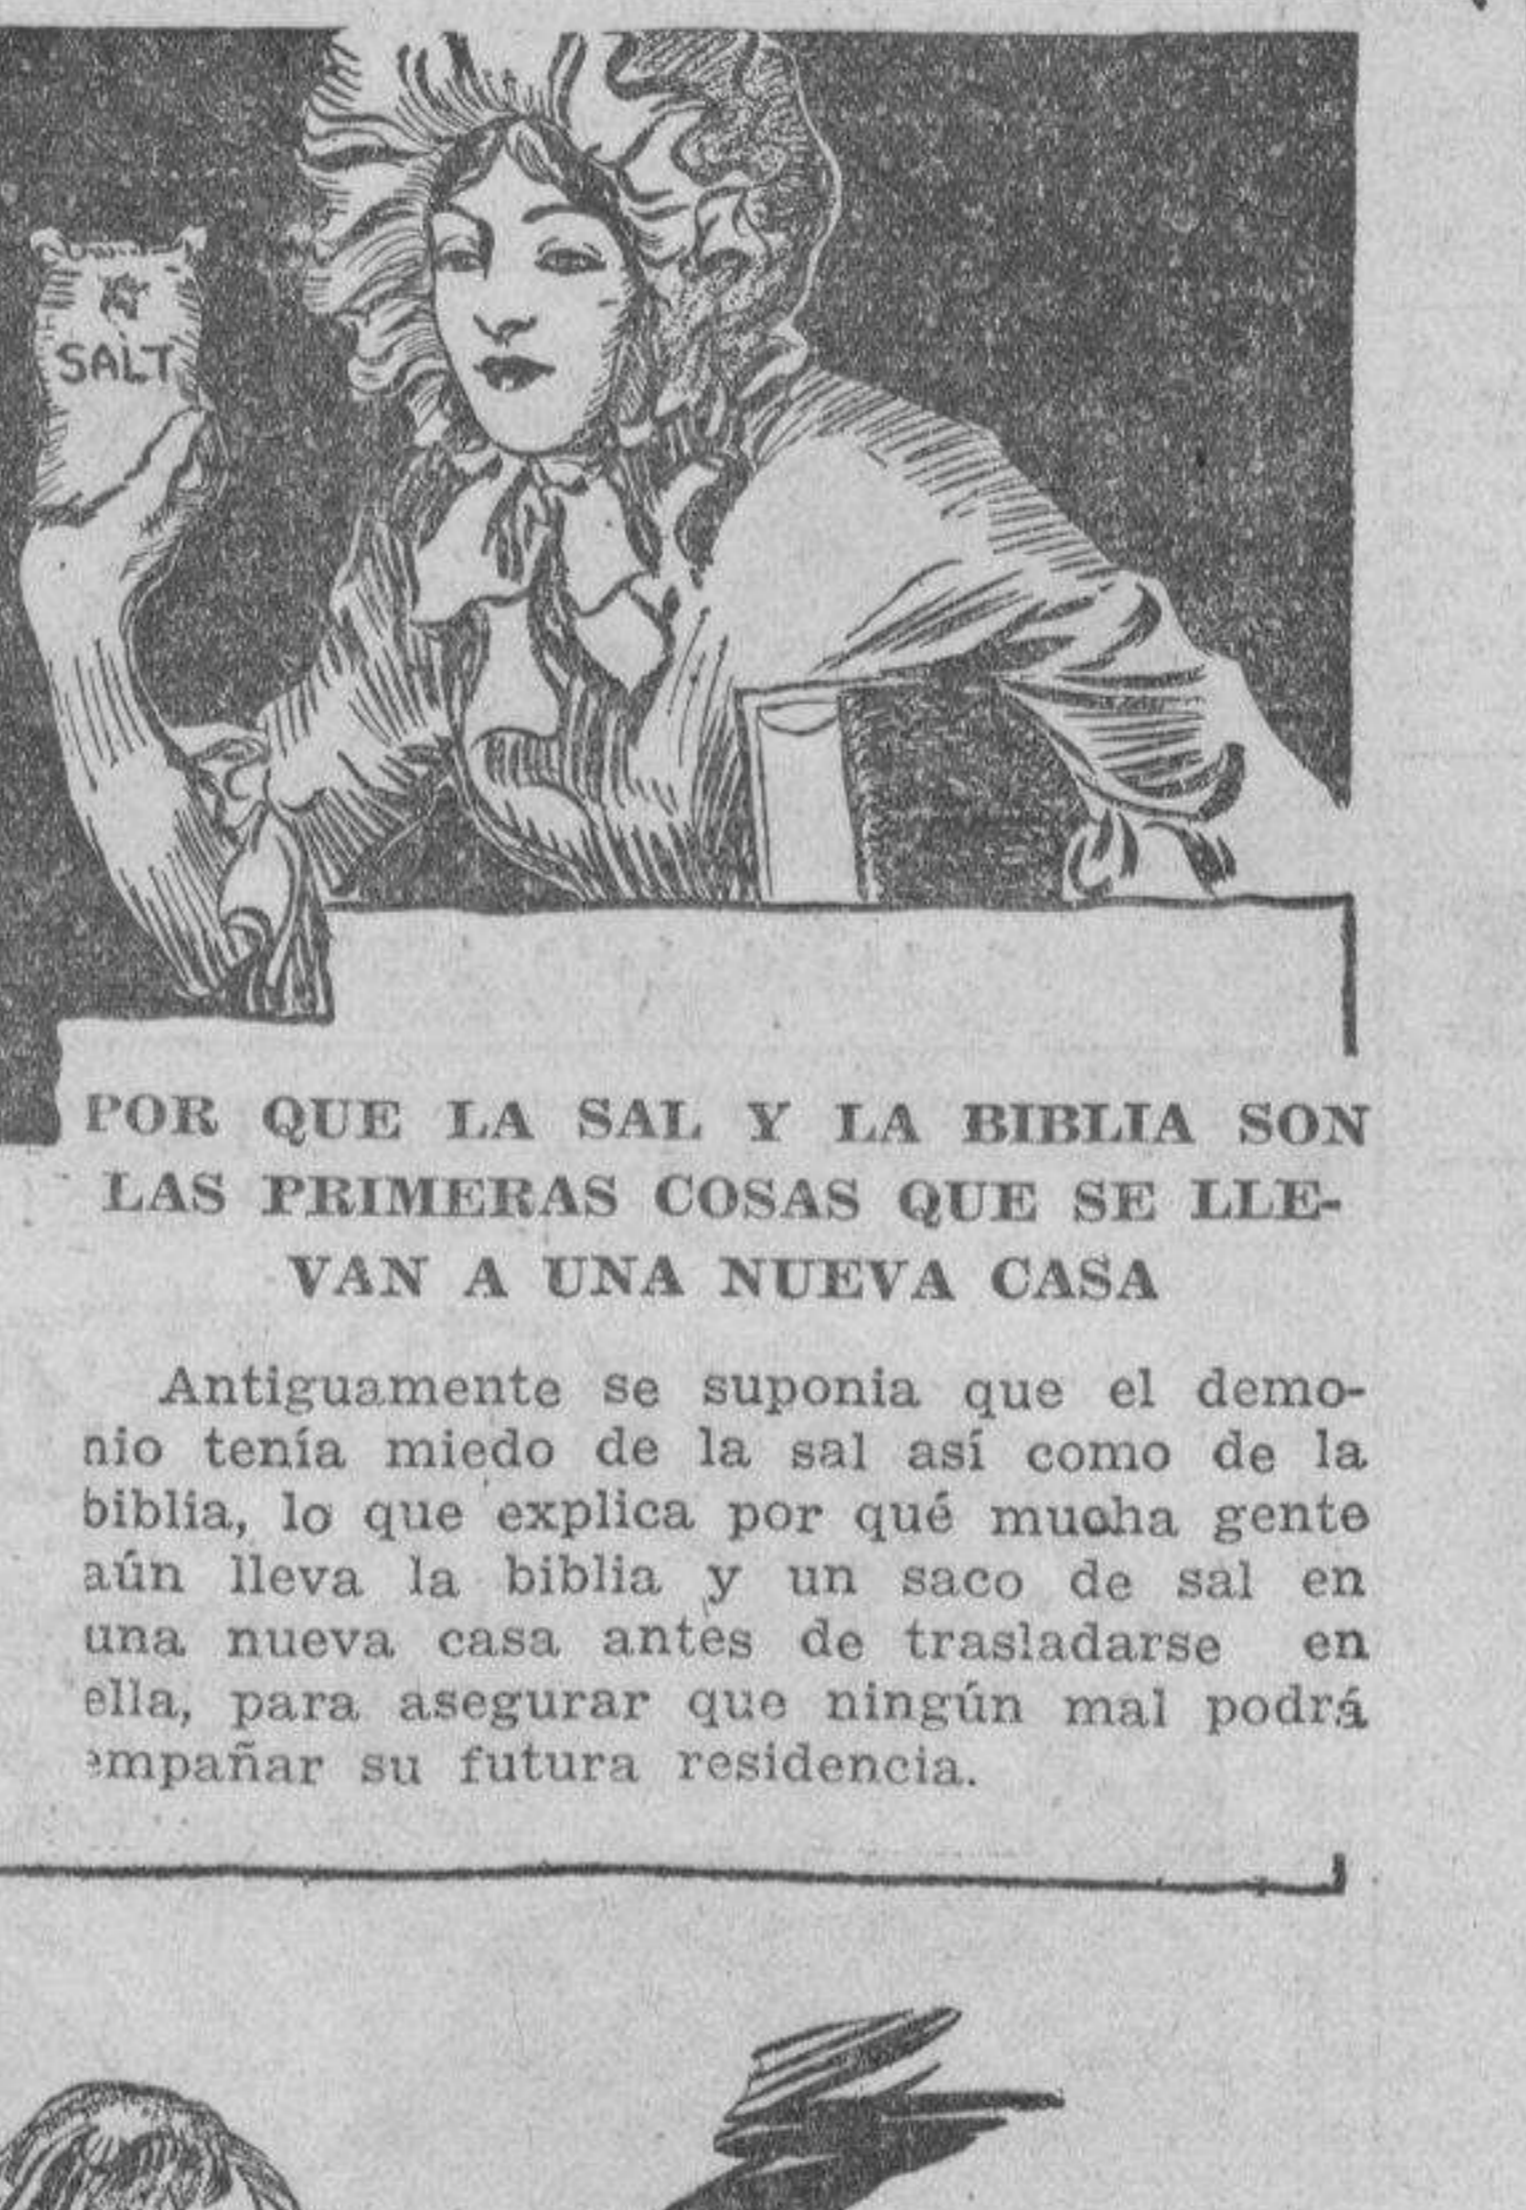 SALT
POR QUE LA SAL Y LA BIBLIA SON
LAS PRIMERAS COSAS QUE SE LLE-
VAN A UNA NUEVA CASA
Antiguamente se suponia que el demo-
nio tenía miedo de la sal así como de la
biblia, lo que explica por qué mucha gente
aún lleva la biblia y un saco de sal en
una nueva casa antes de trasladarse en
ella, para asegurar que ningún mal podrá
empañar su futura residencia.